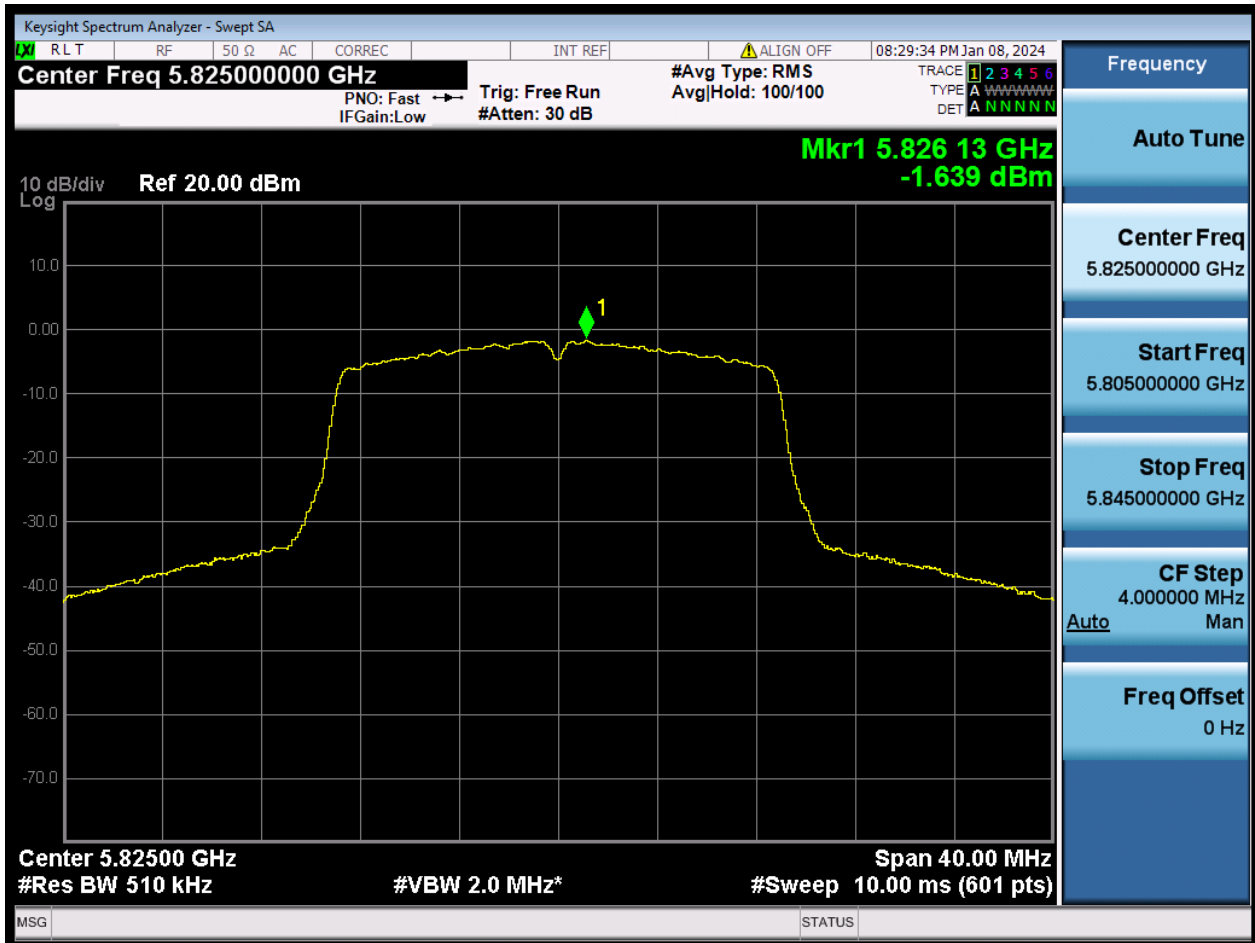 Keysight Spectrum Analyzer - Swept SA
LXI RLT RF 50 Ω AC CORREC INT REF ALIGN OFF 08:29:34 PM Jan 08, 2024
Center Freq 5.825000000 GHz
PNO: Fast
IFGain:Low
Trig: Free Run
#Atten: 30 dB
#Avg Type: RMS
Avg|Hold: 100/100
TRACE 1 2 3 4 5 6
TYPE A WWWWW
DET A N N N N N
Mkr1 5.826 13 GHz
-1.639 dBm
10 dB/div
Log
Ref 20.00 dBm
1
10.0
0.00
-10.0
-20.0
-30.0
-40.0
-50.0
-60.0
-70.0
Center 5.82500 GHz
Span 40.00 MHz
#Res BW 510 kHz
#VBW 2.0 MHz*
#Sweep 10.00 ms (601 pts)
MSG
STATUS
Frequency
Auto Tune
Center Freq
5.825000000 GHz
Start Freq
5.805000000 GHz
Stop Freq
5.845000000 GHz
CF Step
4.000000 MHz
Auto Man
Freq Offset
0 Hz